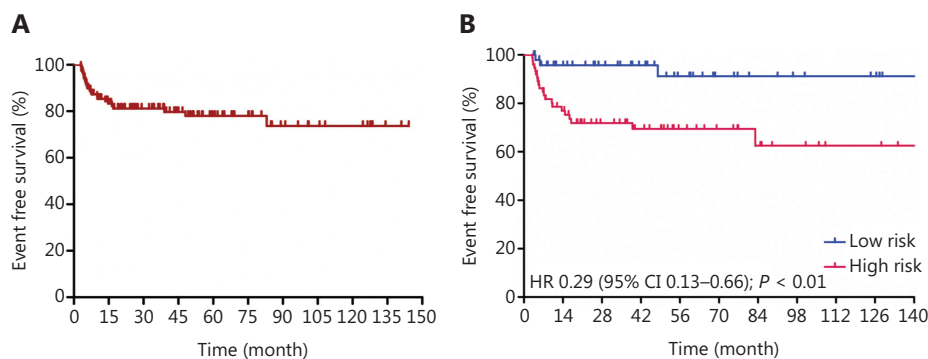 A
Event free survival (%)
100
80
60
40
20
0
0 15 30 45 60 75 90 105 120 135 150
Time (month)
B
Event free survival (%)
100
80
60
40
20
0
Low risk
High risk
HR 0.29 (95% CI 0.13–0.66); P < 0.01
0 14 28 42 56 70 84 98 112 126 140
Time (month)